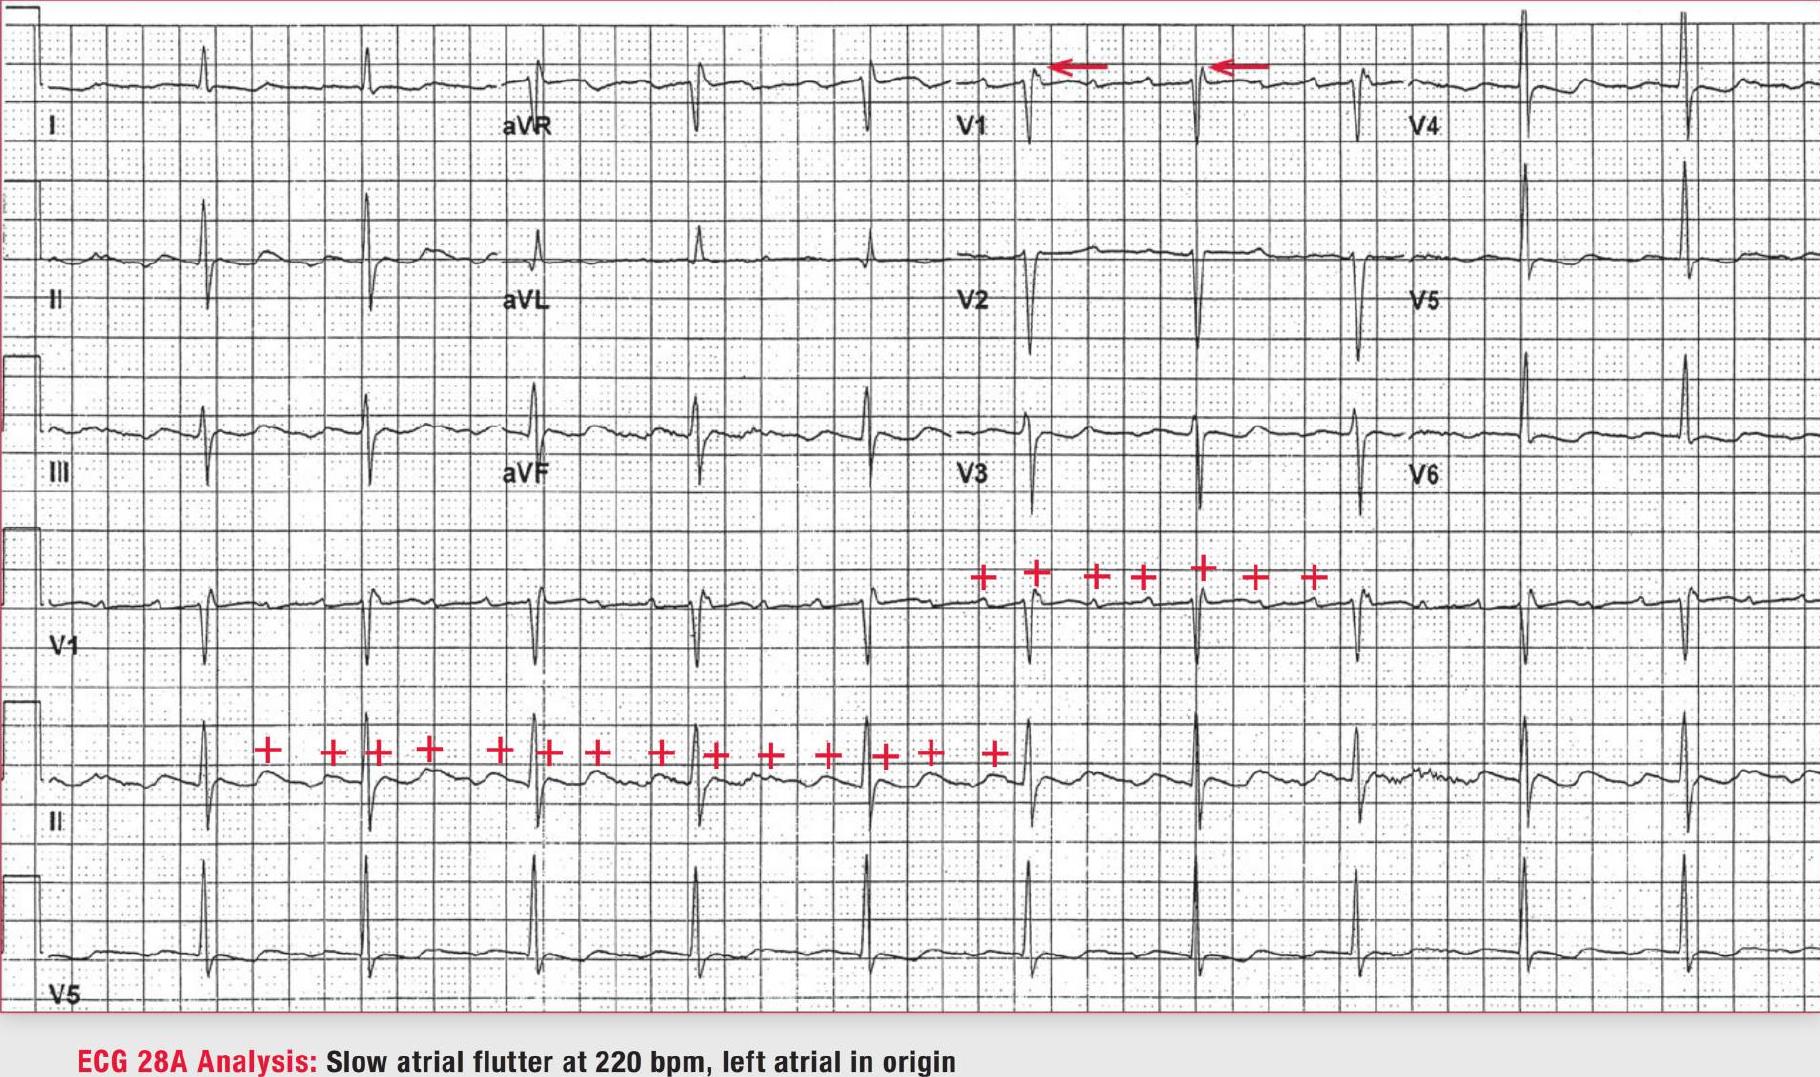 I aVR V1 V4
II aVL V2 V5
III aVF V3 V6
V1
II
V5
ECG 28A Analysis: Slow atrial flutter at 220 bpm, left atrial in origin